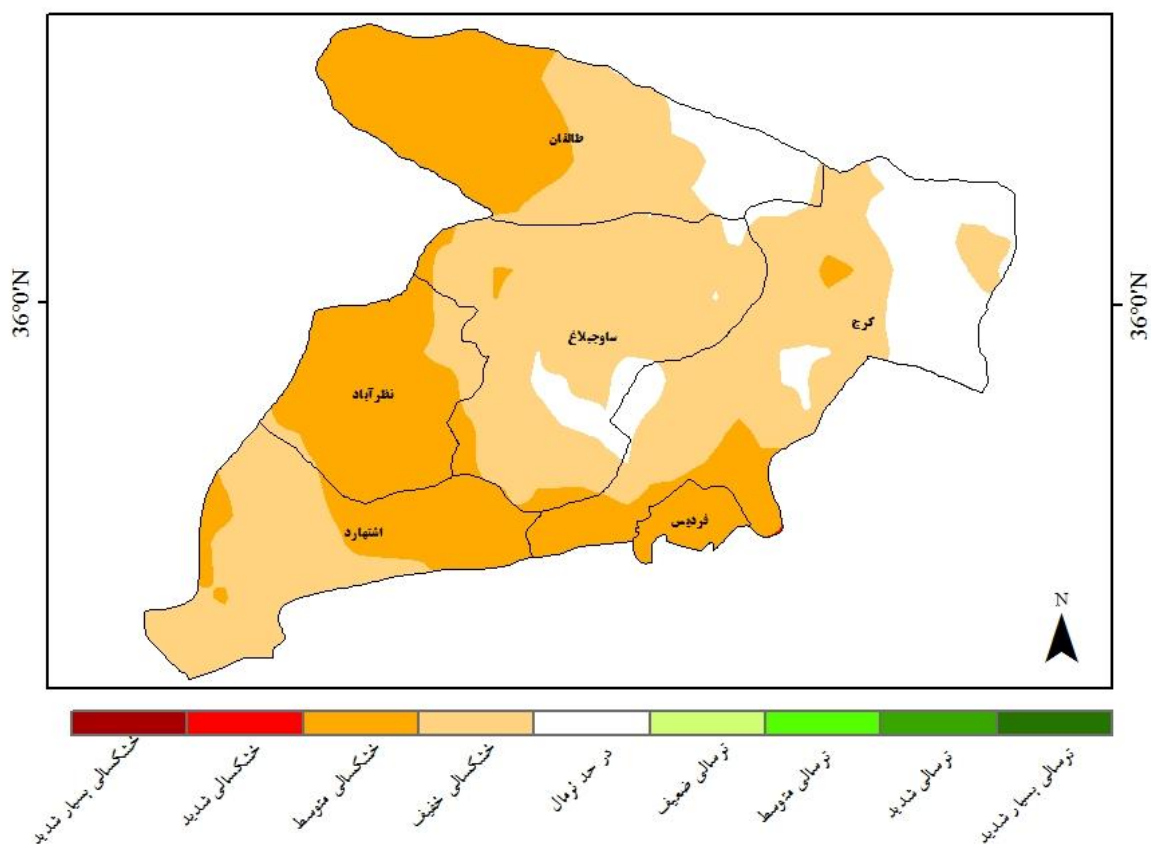 طالقان
36°0'N
36°0'N
کرج
ساوجبلاغ
نظرآباد
فردیس
اشتهارد
N
خشکسالی بسیار شدید
خشکسالی شدید
خشکسالی متوسط
خشکسالی خفیف
در حد نرمال
ترسالی ضعیف
ترسالی متوسط
ترسالی شدید
ترسالی بسیار شدید